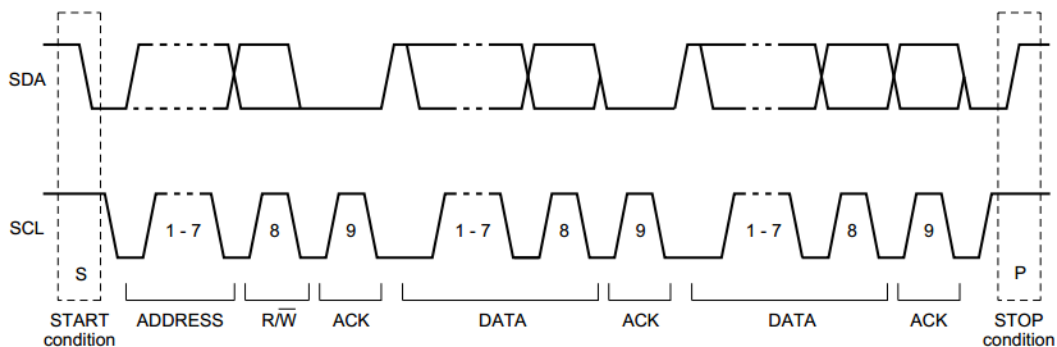 SDA
SCL
1 - 7 8 9 1 - 7 8 9 1 - 7 8 9
S P
START condition ADDRESS R/W̅ ACK DATA ACK DATA ACK STOP condition